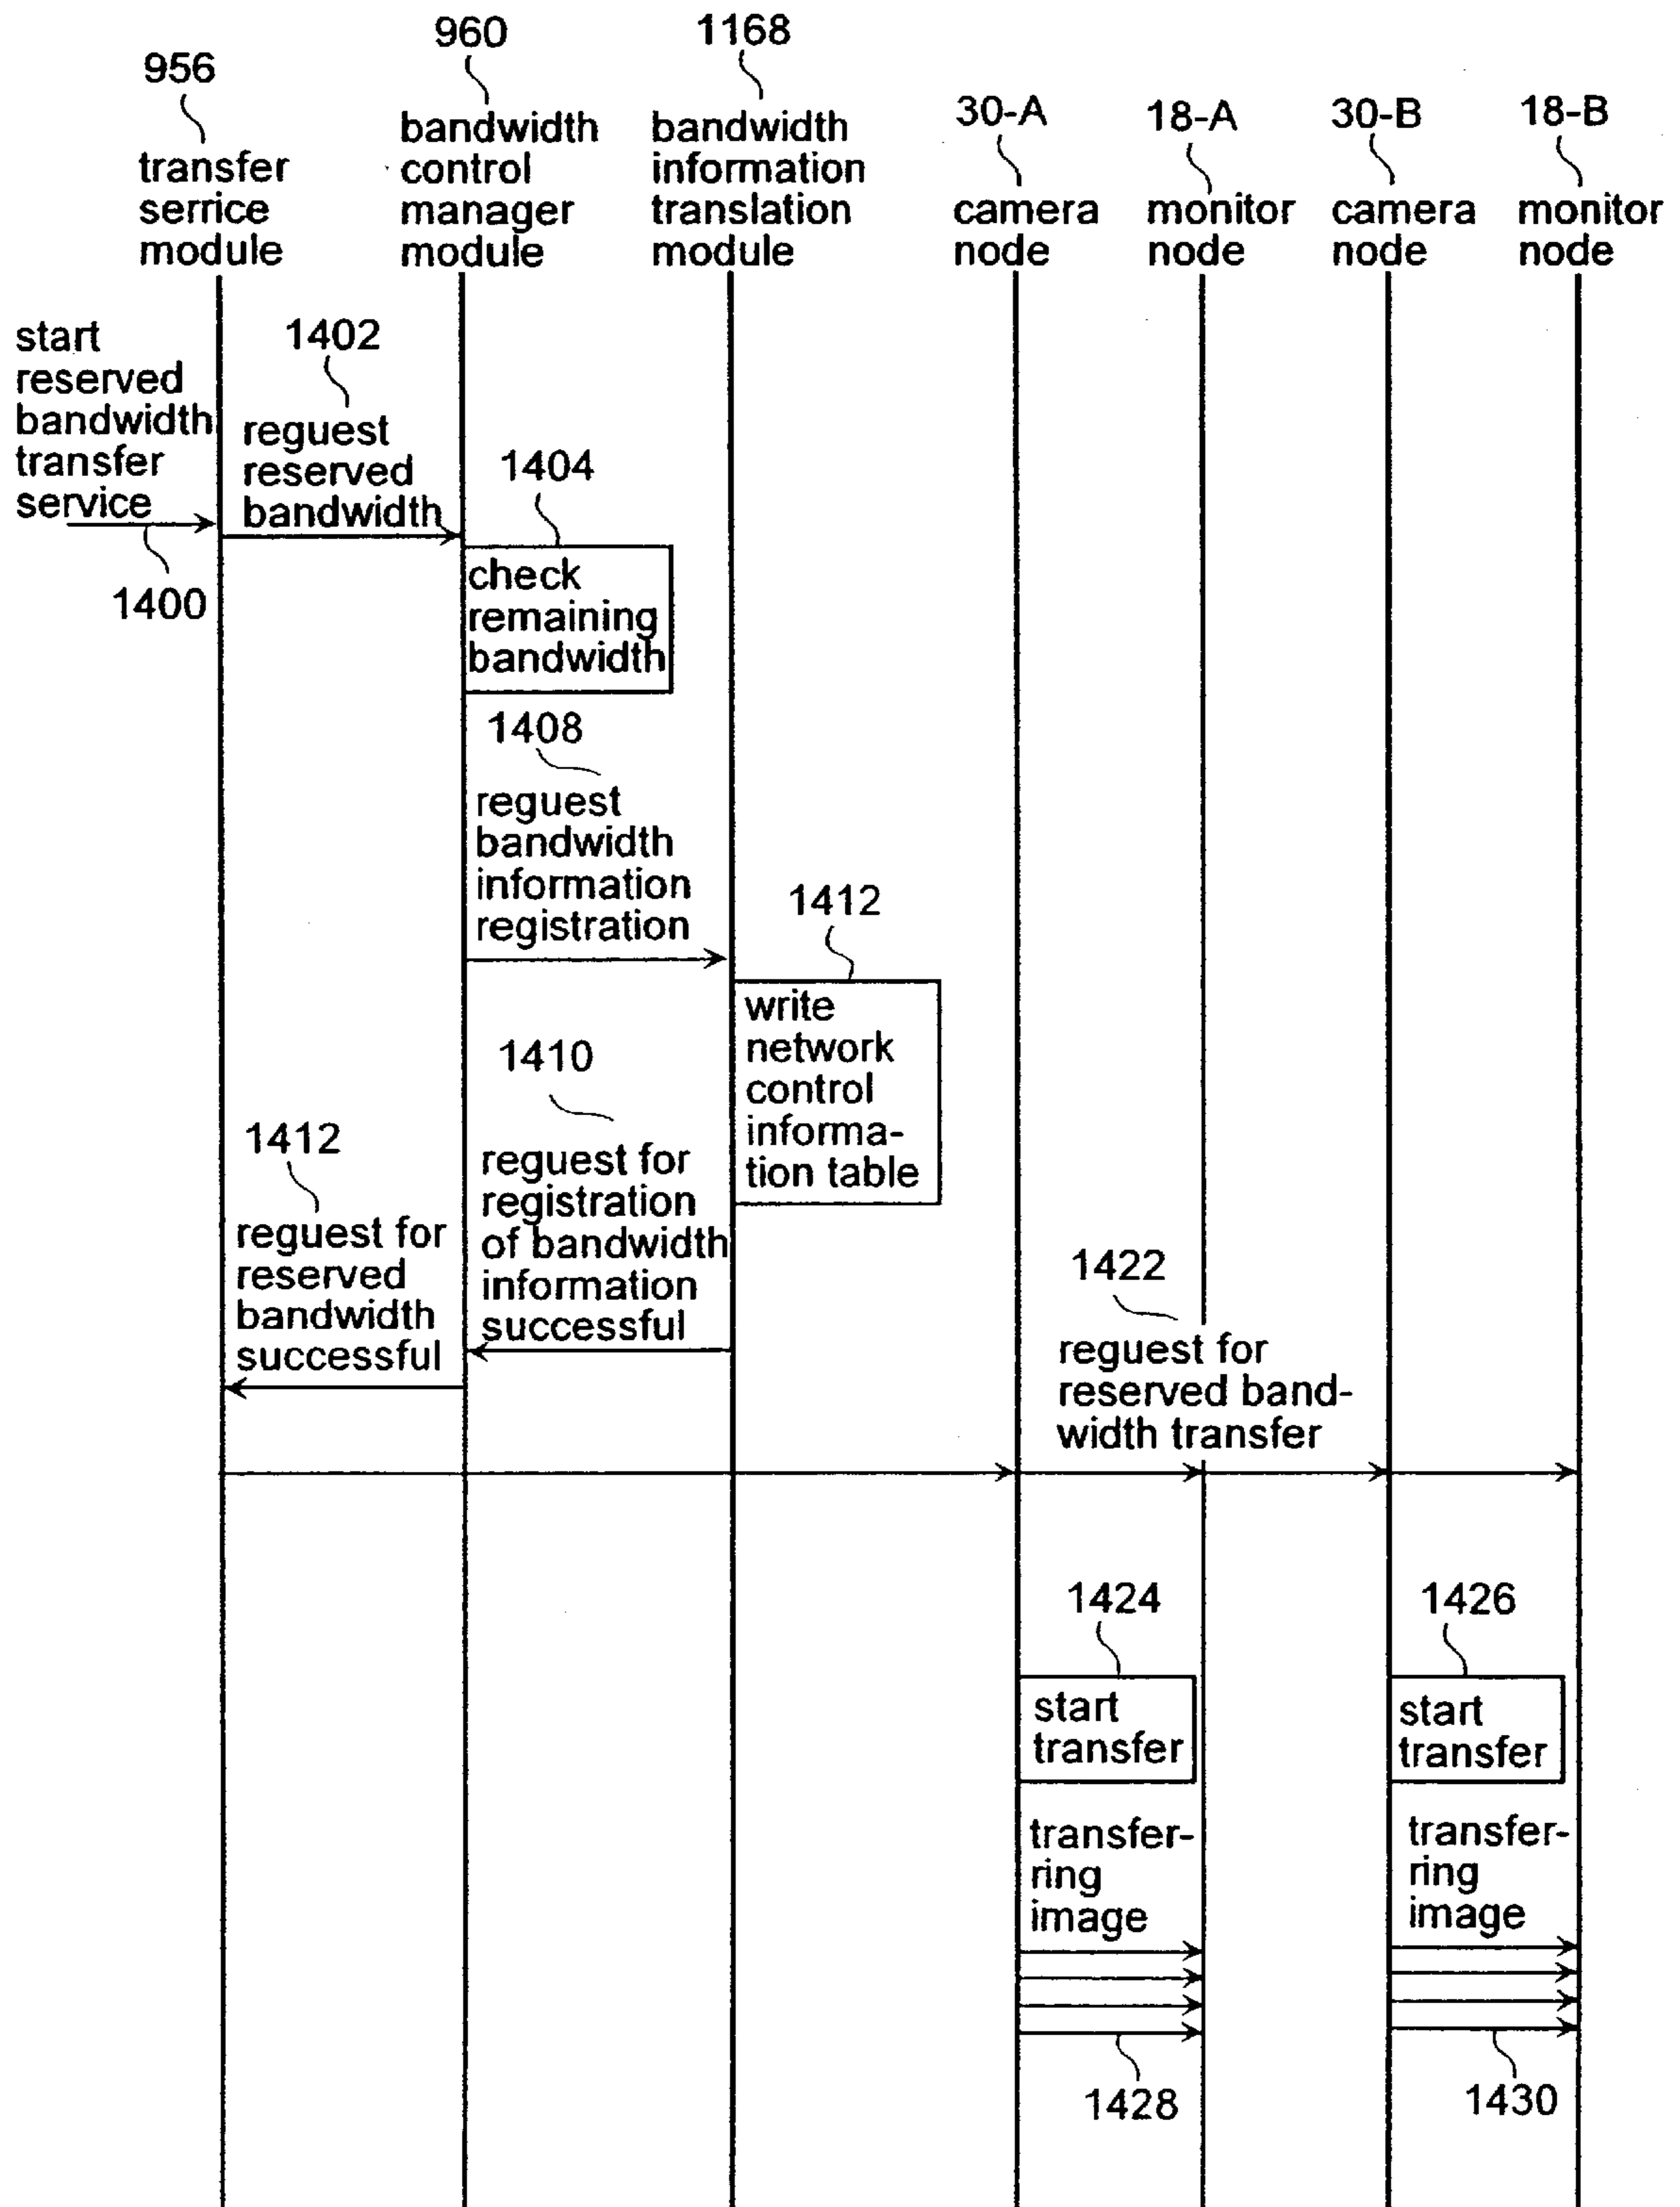 956
transfer
serrice
module
960
bandwidth
control
manager
module
1168
bandwidth
information
translation
module
30-A
camera
node
18-A
monitor
node
30-B
camera
node
18-B
monitor
node
start
reserved
bandwidth
transfer
service
1400
1402
reguest
reserved
bandwidth
1404
check
remaining
bandwidth
1408
reguest
bandwidth
information
registration
1412
write
network
control
informa-
tion table
1410
reguest for
registration
of bandwidth
information
successful
1412
reguest for
reserved
bandwidth
successful
1422
reguest for
reserved band-
width transfer
1424
start
transfer
1426
start
transfer
transfer-
ring
image
1428
transfer-
ring
image
1430